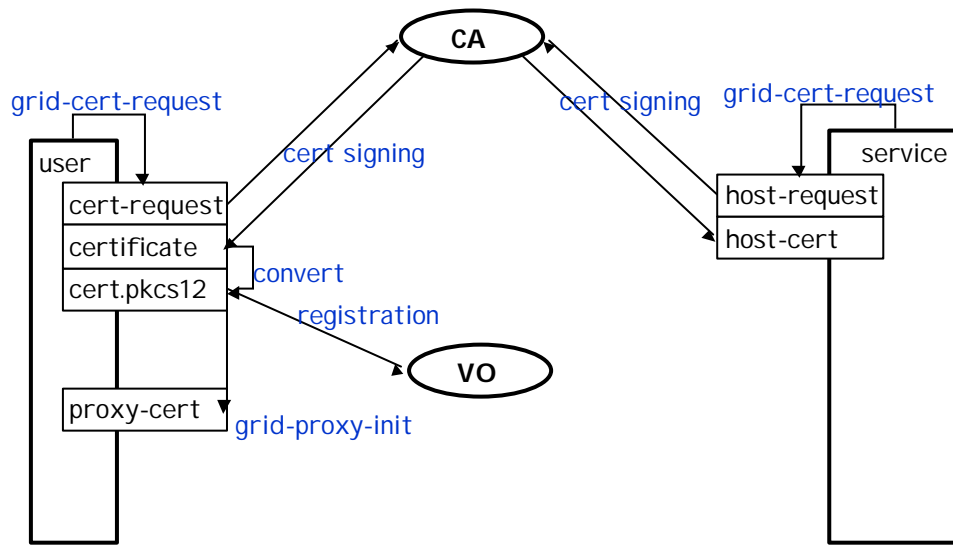 CA
grid-cert-request
cert signing
grid-cert-request
cert signing
user
service
cert-request
host-request
certificate
host-cert
convert
cert.pkcs12
registration
VO
proxy-cert
grid-proxy-init